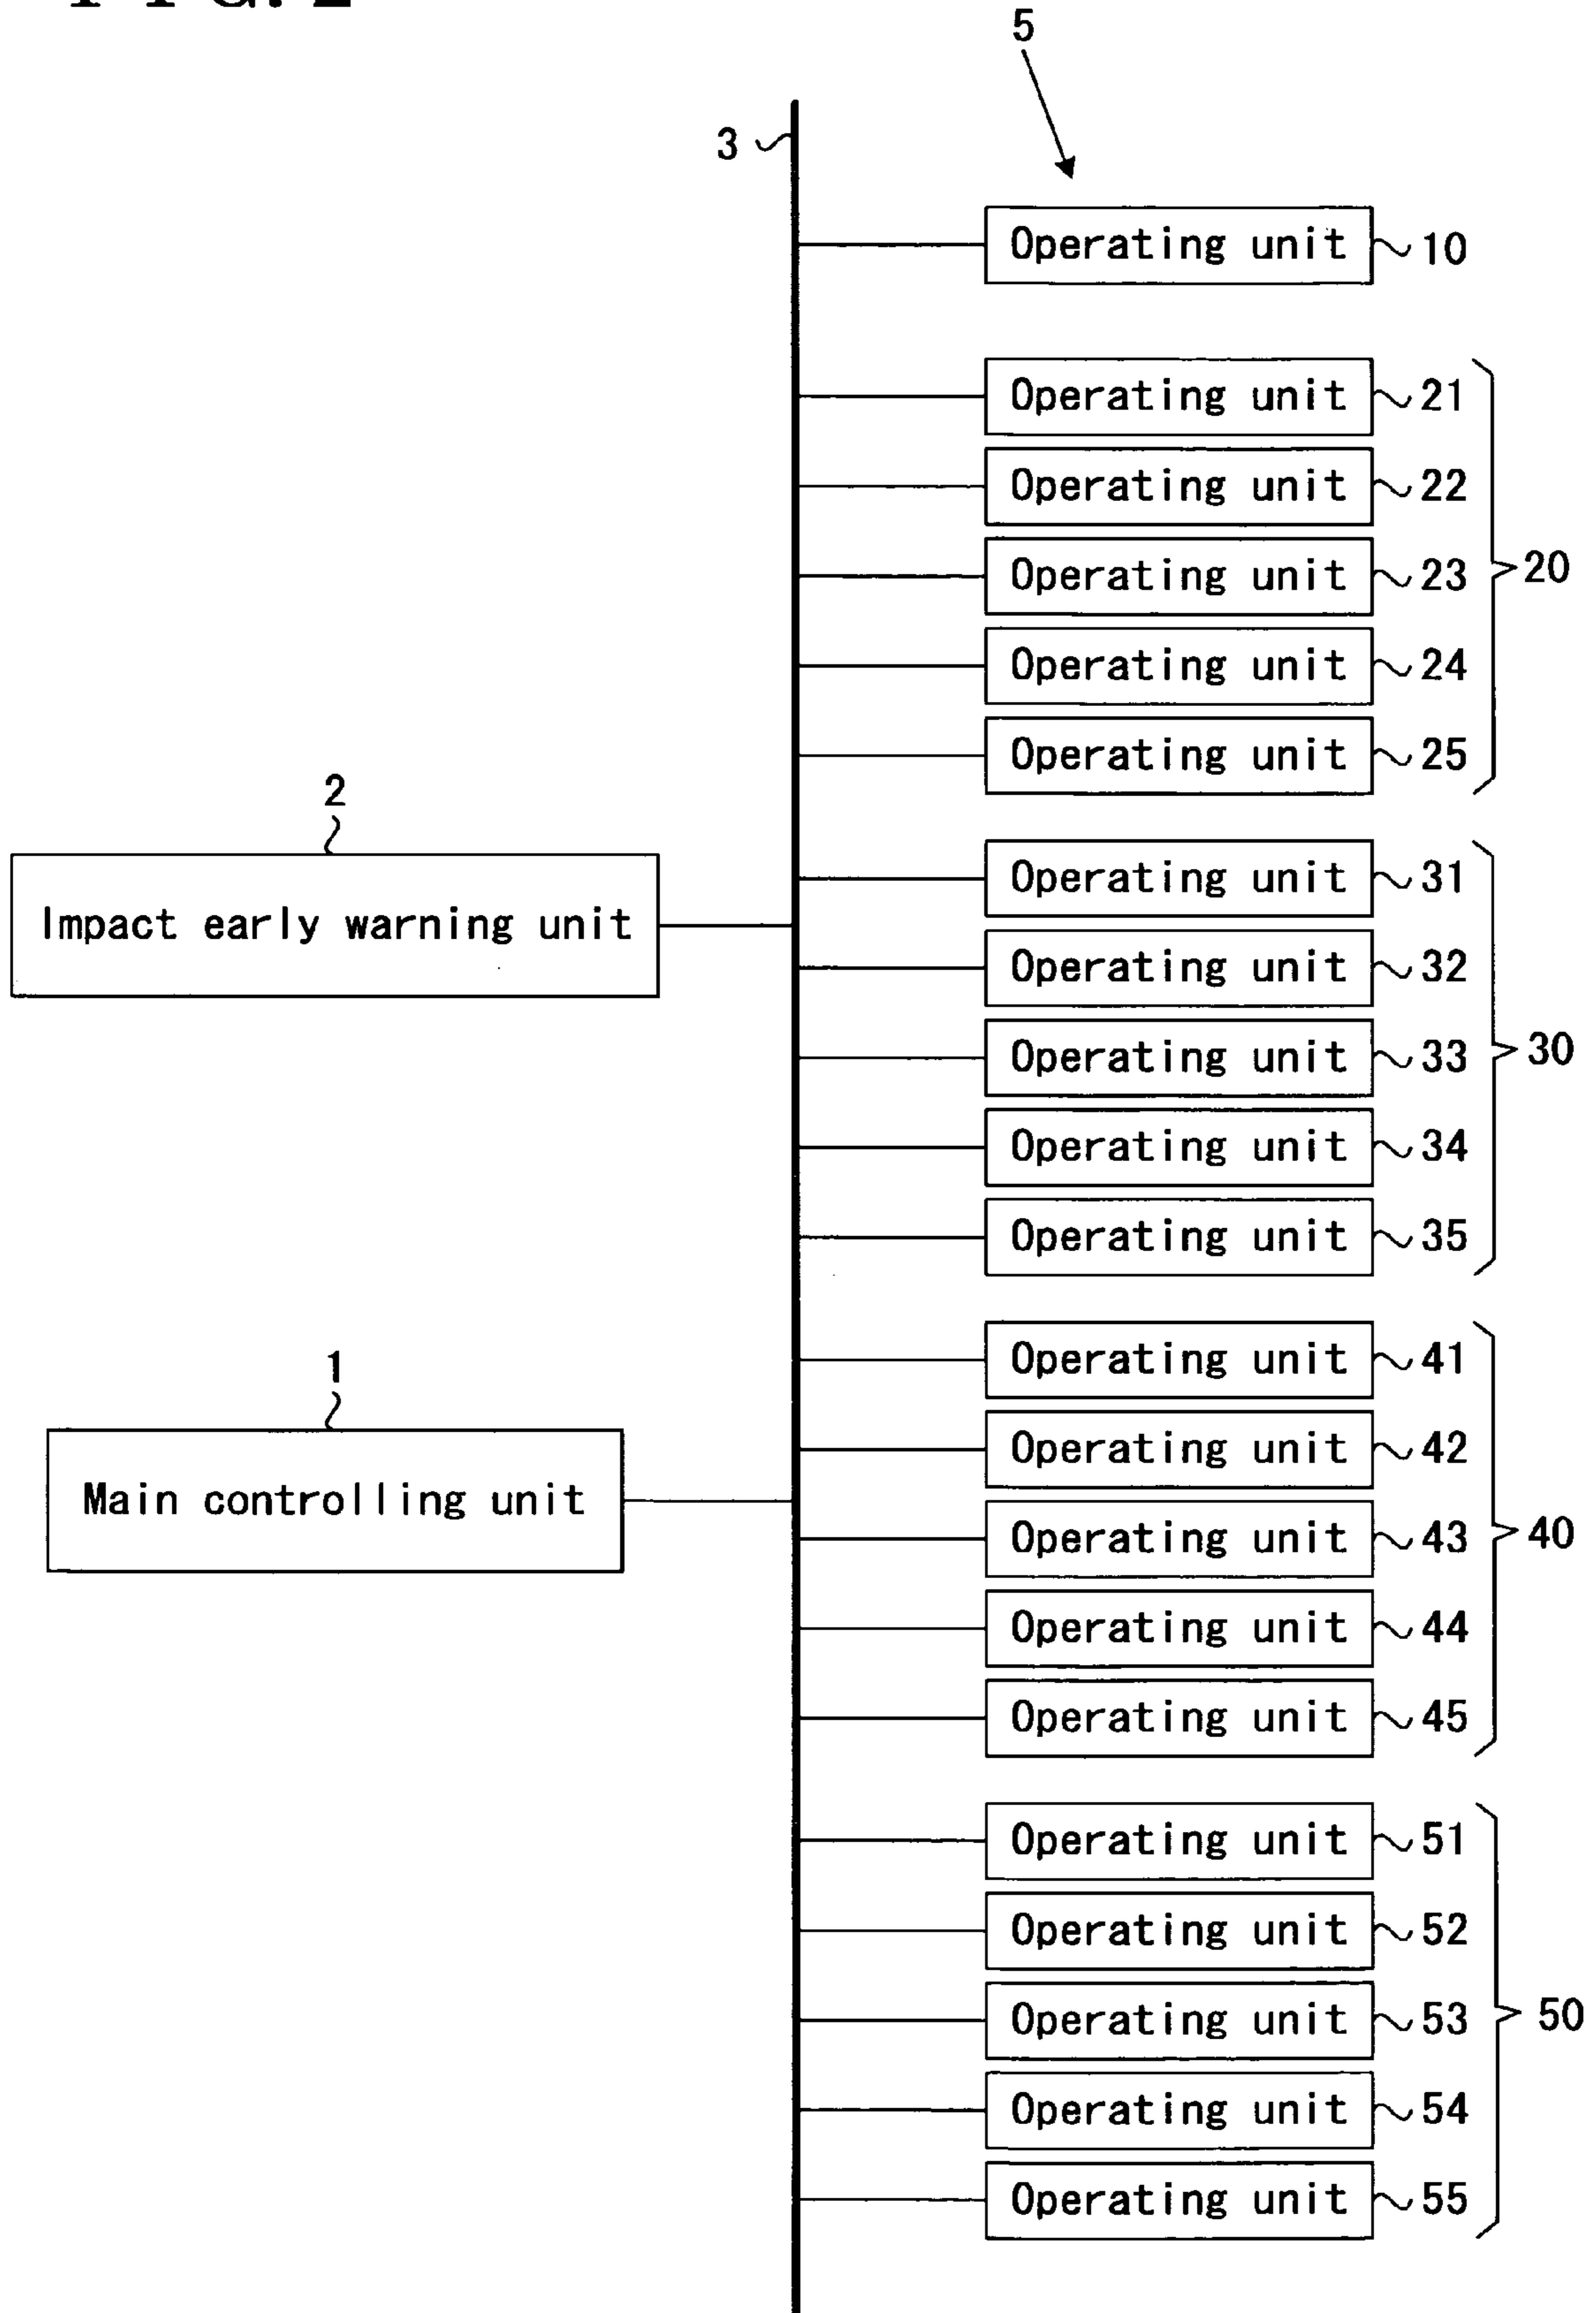 FIG. 2
5
3
Operating unit 10
Operating unit 21
Operating unit 22
Operating unit 23
20
Operating unit 24
Operating unit 25
2
Impact early warning unit
Operating unit 31
Operating unit 32
Operating unit 33
30
Operating unit 34
Operating unit 35
1
Main controlling unit
Operating unit 41
Operating unit 42
Operating unit 43
40
Operating unit 44
Operating unit 45
Operating unit 51
Operating unit 52
Operating unit 53
50
Operating unit 54
Operating unit 55